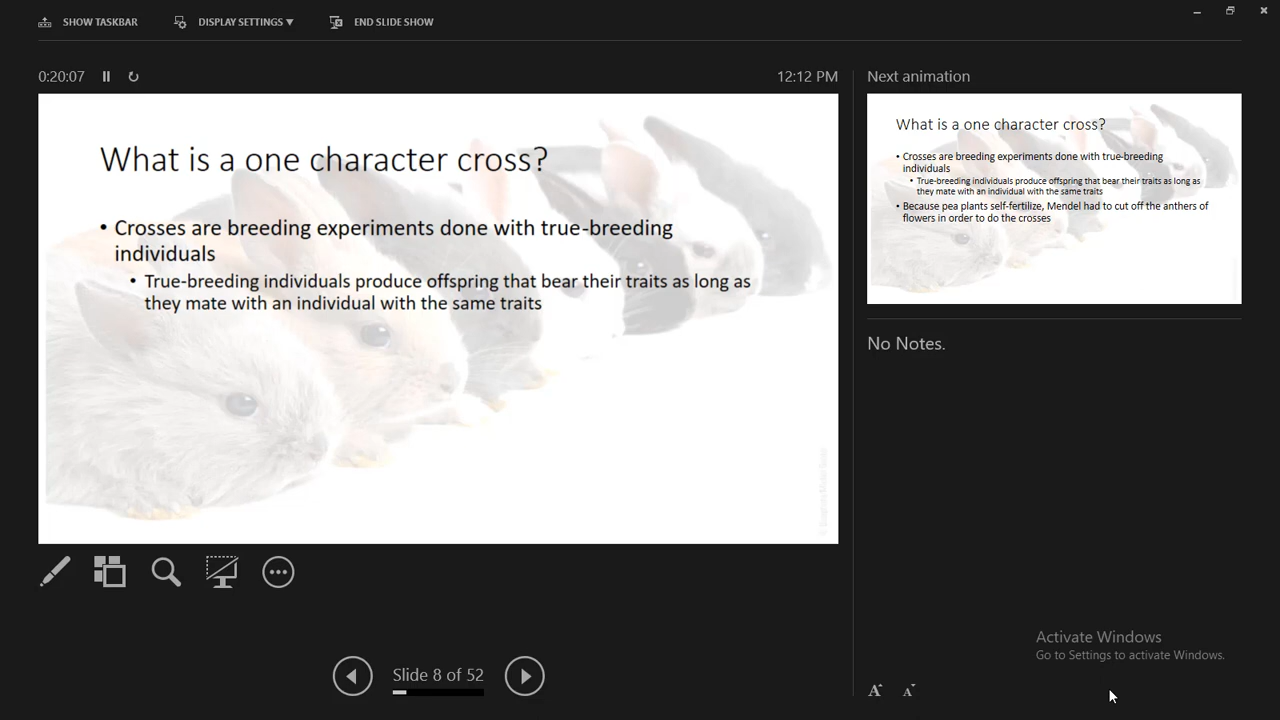 SHOW TASKBAR
DISPLAY SETTINGS ▼
END SLIDE SHOW
0:20:07
12:12 PM
What is a one character cross?
• Crosses are breeding experiments done with true-breeding
individuals
• True-breeding individuals produce offspring that bear their traits as long as
they mate with an individual with the same traits
Slide 8 of 52
Next animation
What is a one character cross?
• Crosses are breeding experiments done with true-breeding
individuals
• True-breeding individuals produce offspring that bear their traits as long as
they mate with an individual with the same traits
• Because pea plants self-fertilize, Mendel had to cut off the anthers of
flowers in order to do the crosses
No Notes.
Activate Windows
Go to Settings to activate Windows.
A A